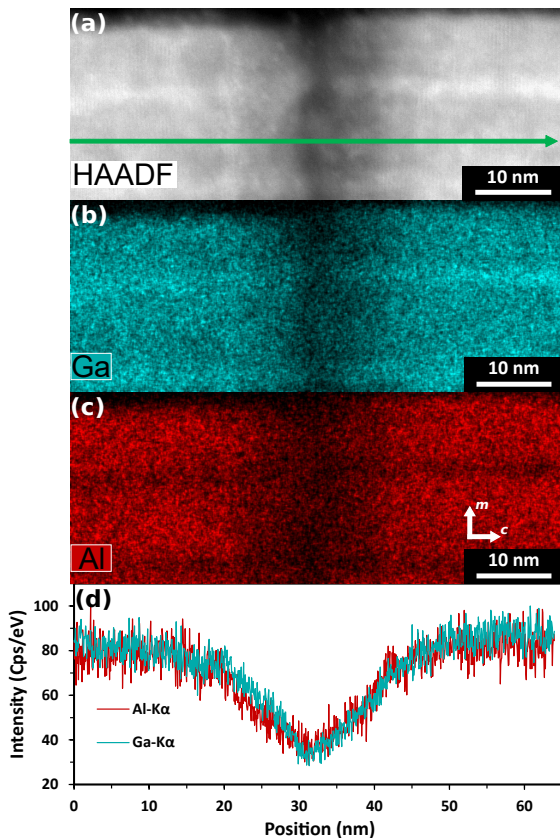 (a)
HAADF
10 nm
(b)
Ga
10 nm
(c)
m
c
Al
10 nm
(d)
100
80
60
40
20
Intensity (Cps/eV)
Al-Kα
Ga-Kα
0 10 20 30 40 50 60
Position (nm)